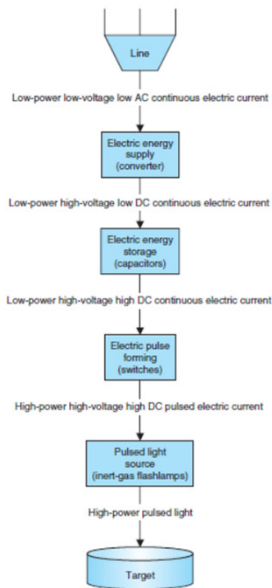 Line
Low-power low-voltage low AC continuous electric current
Electric energy
supply
(converter)
Low-power high-voltage low DC continuous electric current
Electric energy
storage
(capacitors)
Low-power high-voltage high DC continuous electric current
Electric pulse
forming
(switches)
High-power high-voltage high DC pulsed electric current
Pulsed light
source
(inert-gas flashlamps)
High-power pulsed light
Target